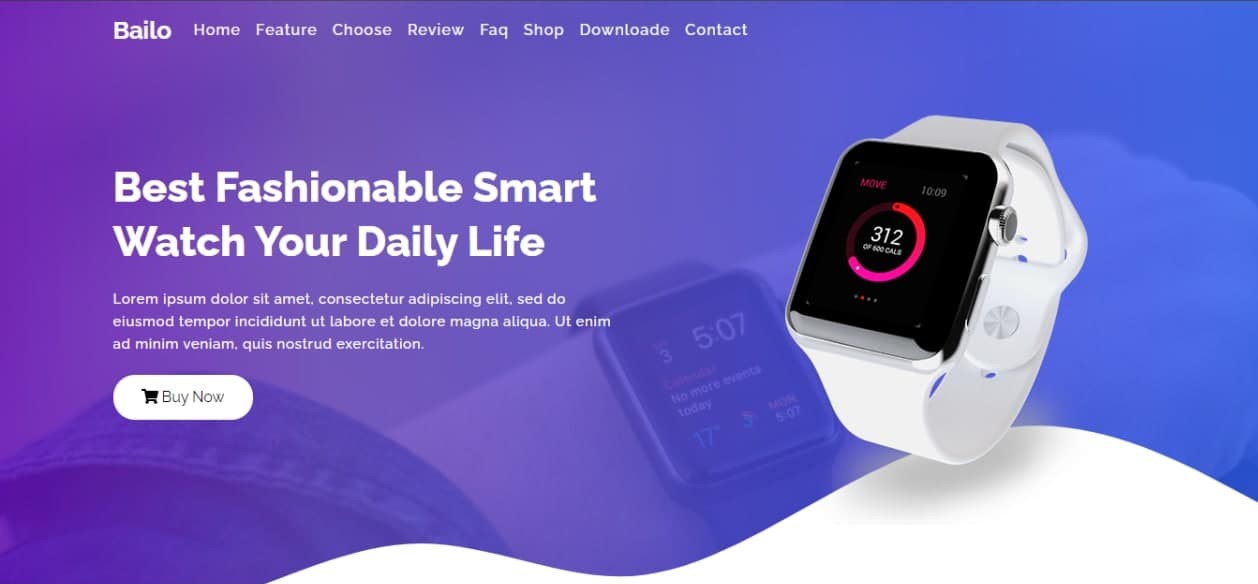 Bailo Home Feature Choose Review Faq Shop Downloade Contact
Best Fashionable Smart
Watch Your Daily Life
Lorem ipsum dolor sit amet, consectetur adipiscing elit, sed do
eiusmod tempor incididunt ut labore et dolore magna aliqua. Ut enim
ad minim veniam, quis nostrud exercitation.
Buy Now
MOVE 10:09
312
OF 600 CALS
3 5:07
Calendar
No more events
today
17° 3 MON
5:07